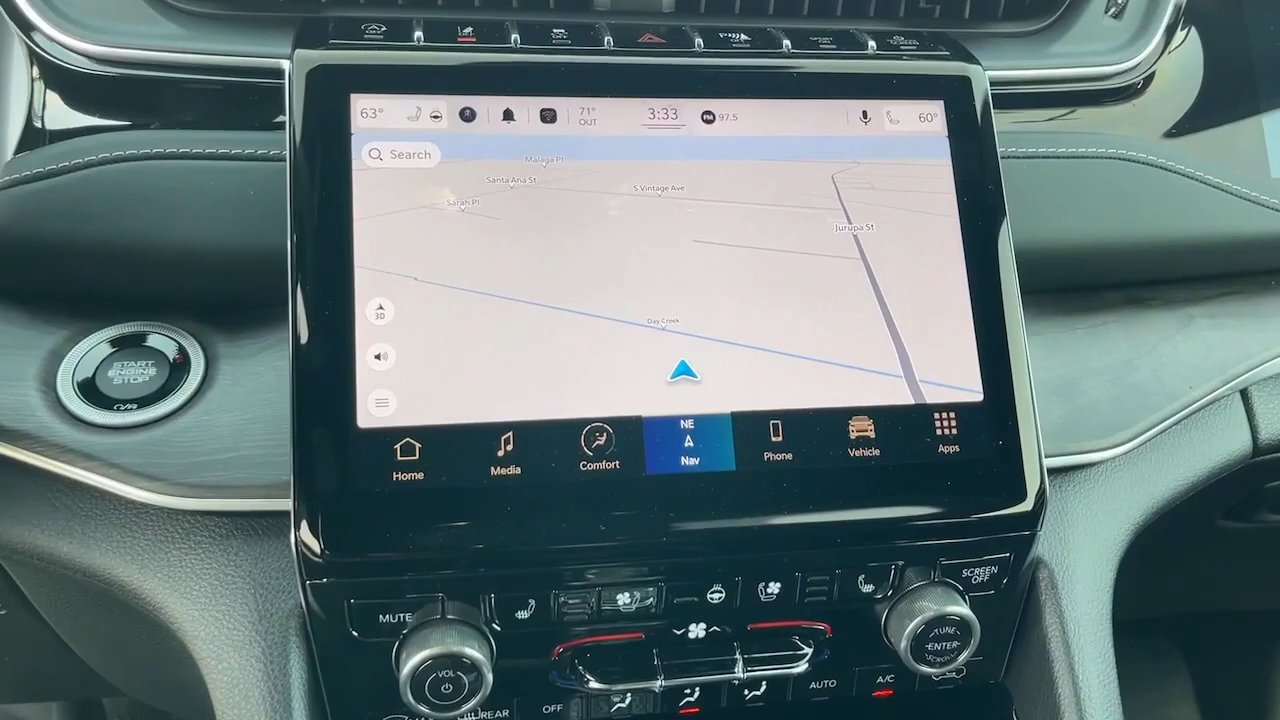 63°
71°
OUT
3:33
FM 97.5
60°
Search
Malaga Pl
Santa Ana St
S Vintage Ave
Sarah Pl
Jurupa St
3D
Day Creek
START
ENGINE
STOP
Home
Media
Comfort
NE
Nav
Phone
Vehicle
Apps
SCREEN
OFF
MUTE
VOL
TUNE
ENTER
SCROLL
REAR
OFF
AUTO
A/C